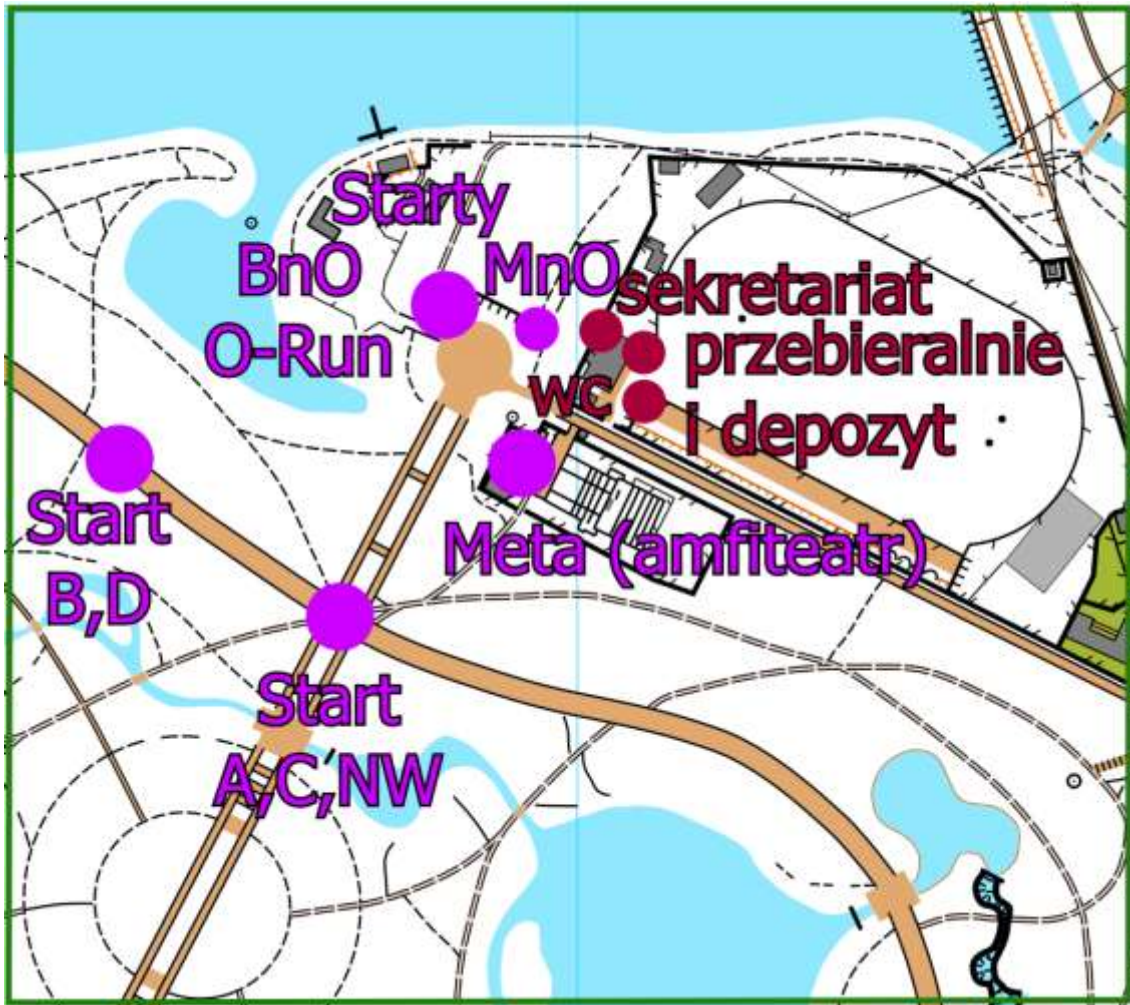 Starty
BnO MnO
O-Run
sekretariat
przebieralnie
wc
i depozyt
Start
B,D
Meta (amfiteatr)
Start
A,C,NW